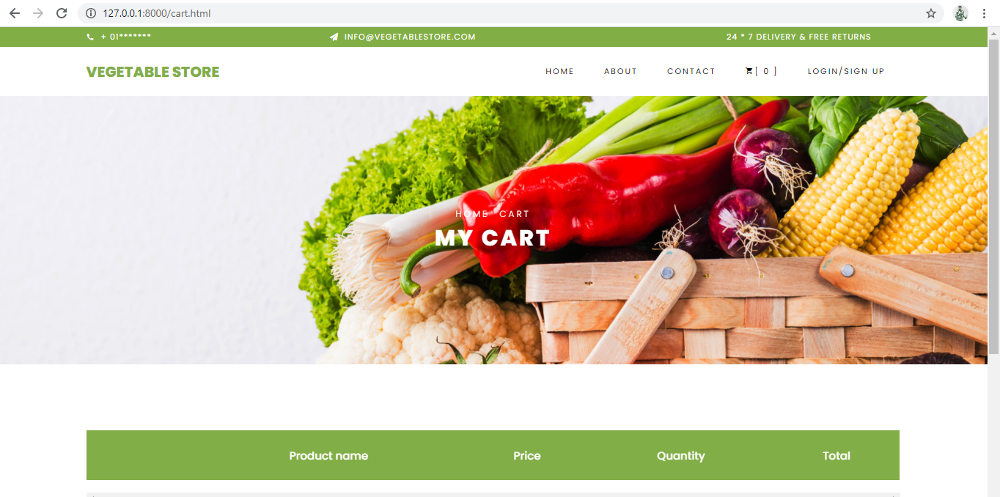 127.0.0.1:8000/cart.html
+ 01******* INFO@VEGETABLESTORE.COM 24 * 7 DELIVERY & FREE RETURNS
VEGETABLE STORE HOME ABOUT CONTACT [ 0 ] LOGIN/SIGN UP
HOME CART
MY CART
Product name Price Quantity Total